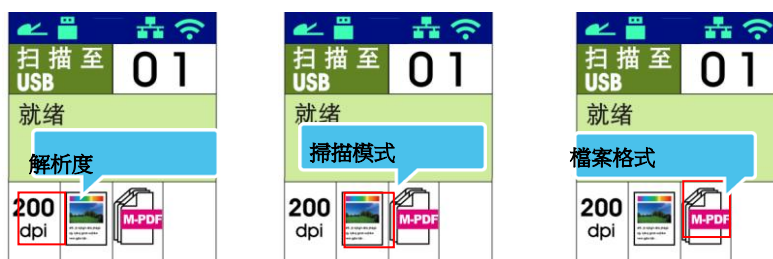 扫描至
USB
01
就绪
解析度
200
dpi
M-PDF
扫描至
USB
01
就绪
掃描模式
200
dpi
M-PDF
扫描至
USB
01
就绪
檔案格式
200
dpi
M-PDF